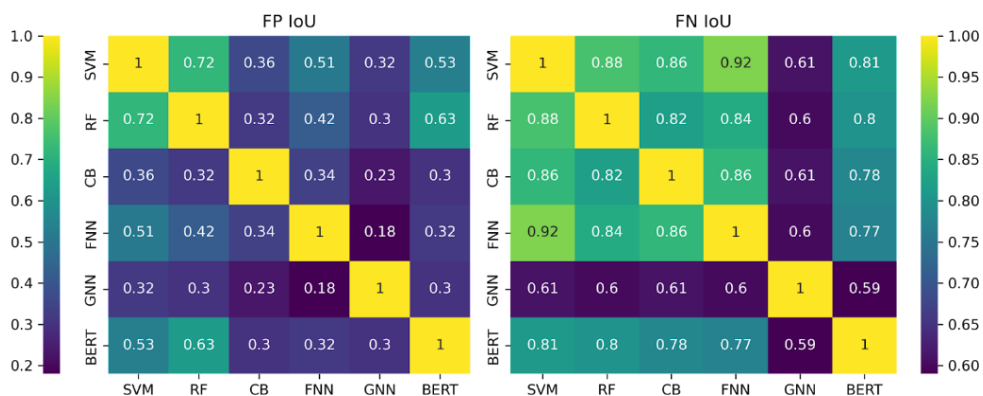 FP IoU
FN IoU
1.0
0.9
0.8
0.7
0.6
0.5
0.4
0.3
0.2
SVM 1 0.72 0.36 0.51 0.32 0.53
RF 0.72 1 0.32 0.42 0.3 0.63
CB 0.36 0.32 1 0.34 0.23 0.3
FNN 0.51 0.42 0.34 1 0.18 0.32
GNN 0.32 0.3 0.23 0.18 1 0.3
BERT 0.53 0.63 0.3 0.32 0.3 1
SVM RF CB FNN GNN BERT
SVM 1 0.88 0.86 0.92 0.61 0.81
RF 0.88 1 0.82 0.84 0.6 0.8
CB 0.86 0.82 1 0.86 0.61 0.78
FNN 0.92 0.84 0.86 1 0.6 0.77
GNN 0.61 0.6 0.61 0.6 1 0.59
BERT 0.81 0.8 0.78 0.77 0.59 1
SVM RF CB FNN GNN BERT
1.00
0.95
0.90
0.85
0.80
0.75
0.70
0.65
0.60